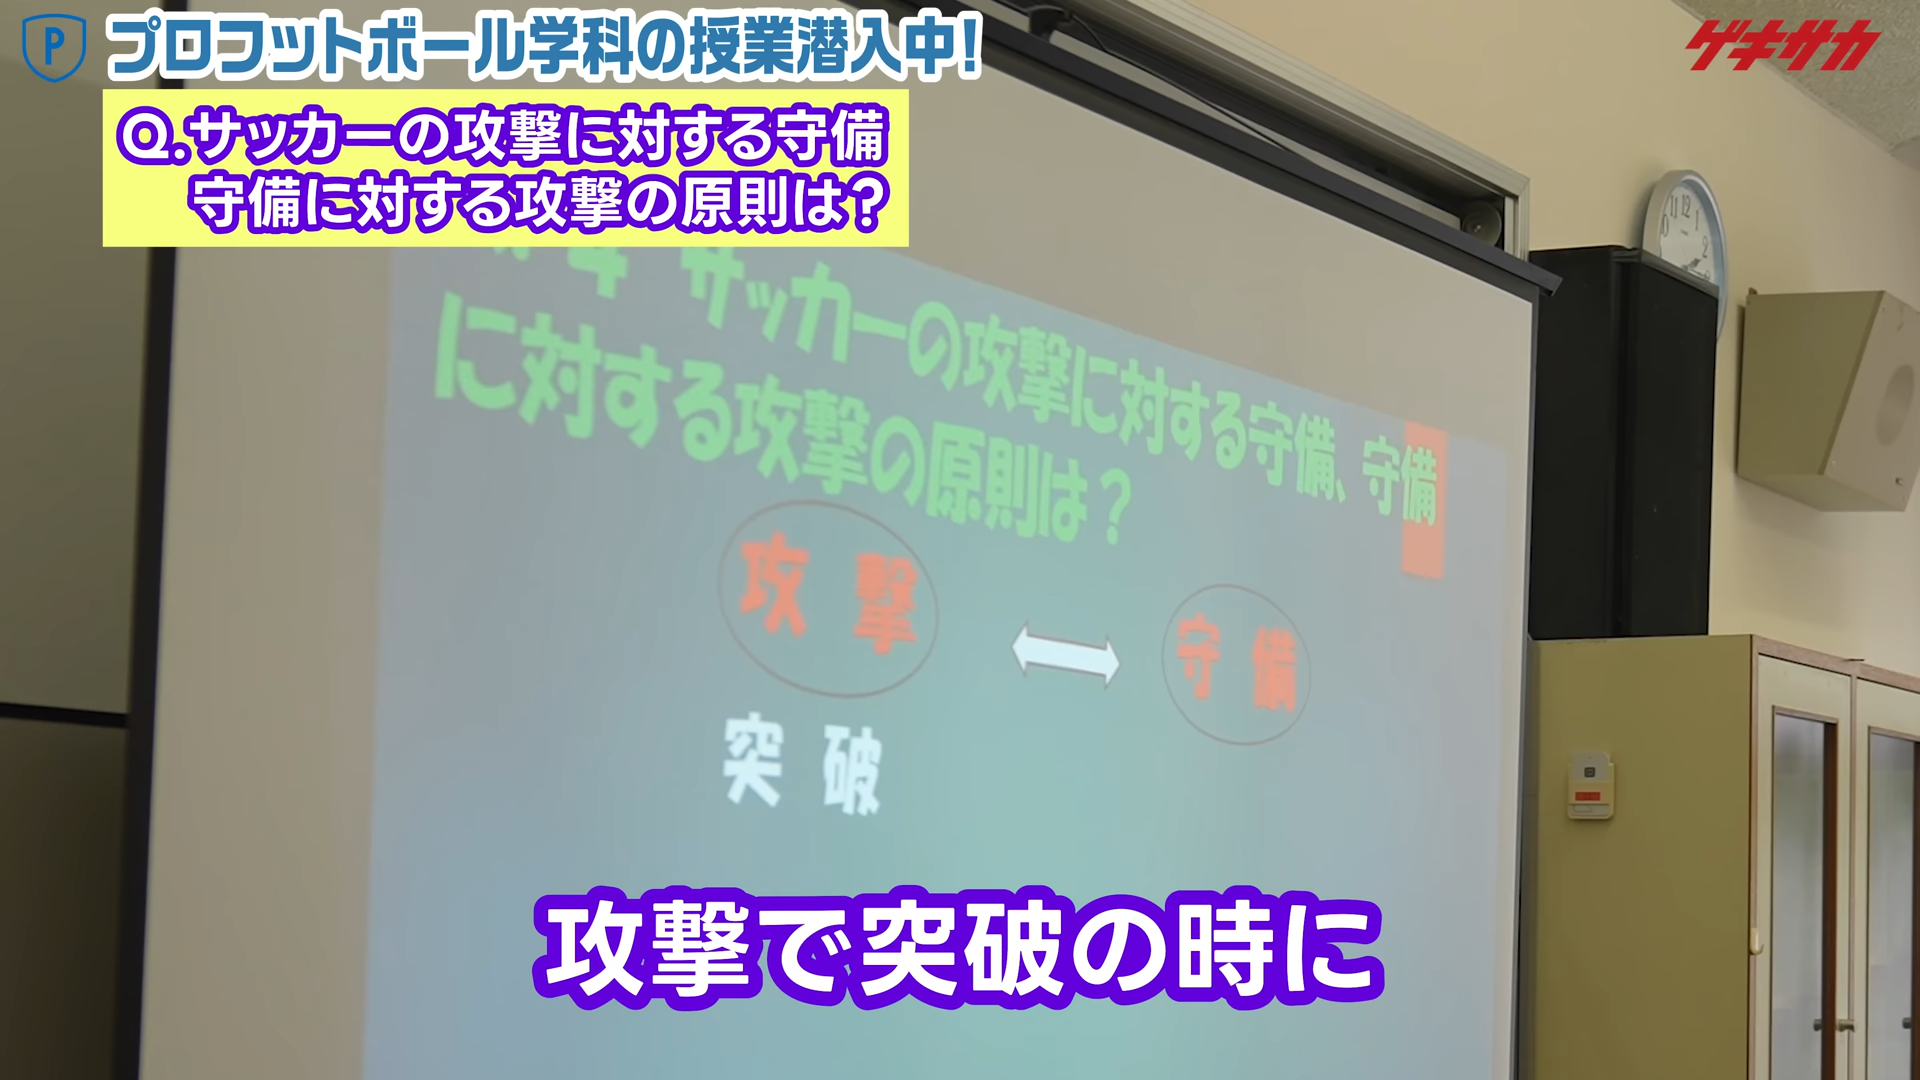 P
プロフットボール学科の授業潜入中!
ゲキサカ
Q.サッカーの攻撃に対する守備
守備に対する攻撃の原則は?
サッカーの攻撃に対する守備、守備
に対する攻撃の原則は?
攻 撃
守 備
突 破
攻撃で突破の時に
11 12 1
2